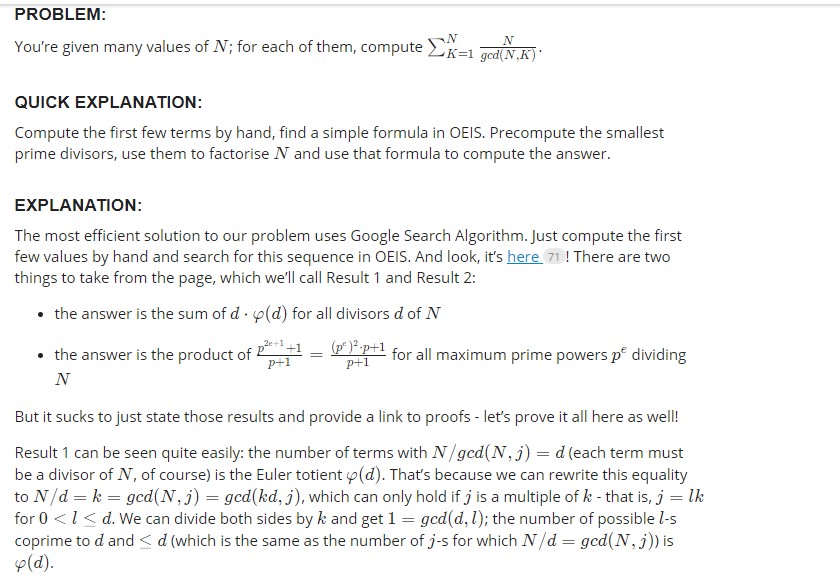 PROBLEM:
You're given many values of N; for each of them, compute ∑_{K=1}^{N} \frac{N}{gcd(N,K)}.
QUICK EXPLANATION:
Compute the first few terms by hand, find a simple formula in OEIS. Precompute the smallest
prime divisors, use them to factorise N and use that formula to compute the answer.
EXPLANATION:
The most efficient solution to our problem uses Google Search Algorithm. Just compute the first
few values by hand and search for this sequence in OEIS. And look, it's here 71 ! There are two
things to take from the page, which we'll call Result 1 and Result 2:
• the answer is the sum of d · φ(d) for all divisors d of N
• the answer is the product of \frac{p^{2e+1}+1}{p+1} = \frac{(p^e)^2·p+1}{p+1} for all maximum prime powers p^e dividing
N
But it sucks to just state those results and provide a link to proofs - let's prove it all here as well!
Result 1 can be seen quite easily: the number of terms with N/gcd(N, j) = d (each term must
be a divisor of N, of course) is the Euler totient φ(d). That's because we can rewrite this equality
to N/d = k = gcd(N, j) = gcd(kd, j), which can only hold if j is a multiple of k - that is, j = lk
for 0 < l ≤ d. We can divide both sides by k and get 1 = gcd(d, l); the number of possible l-s
coprime to d and ≤ d (which is the same as the number of j-s for which N/d = gcd(N, j)) is
φ(d).